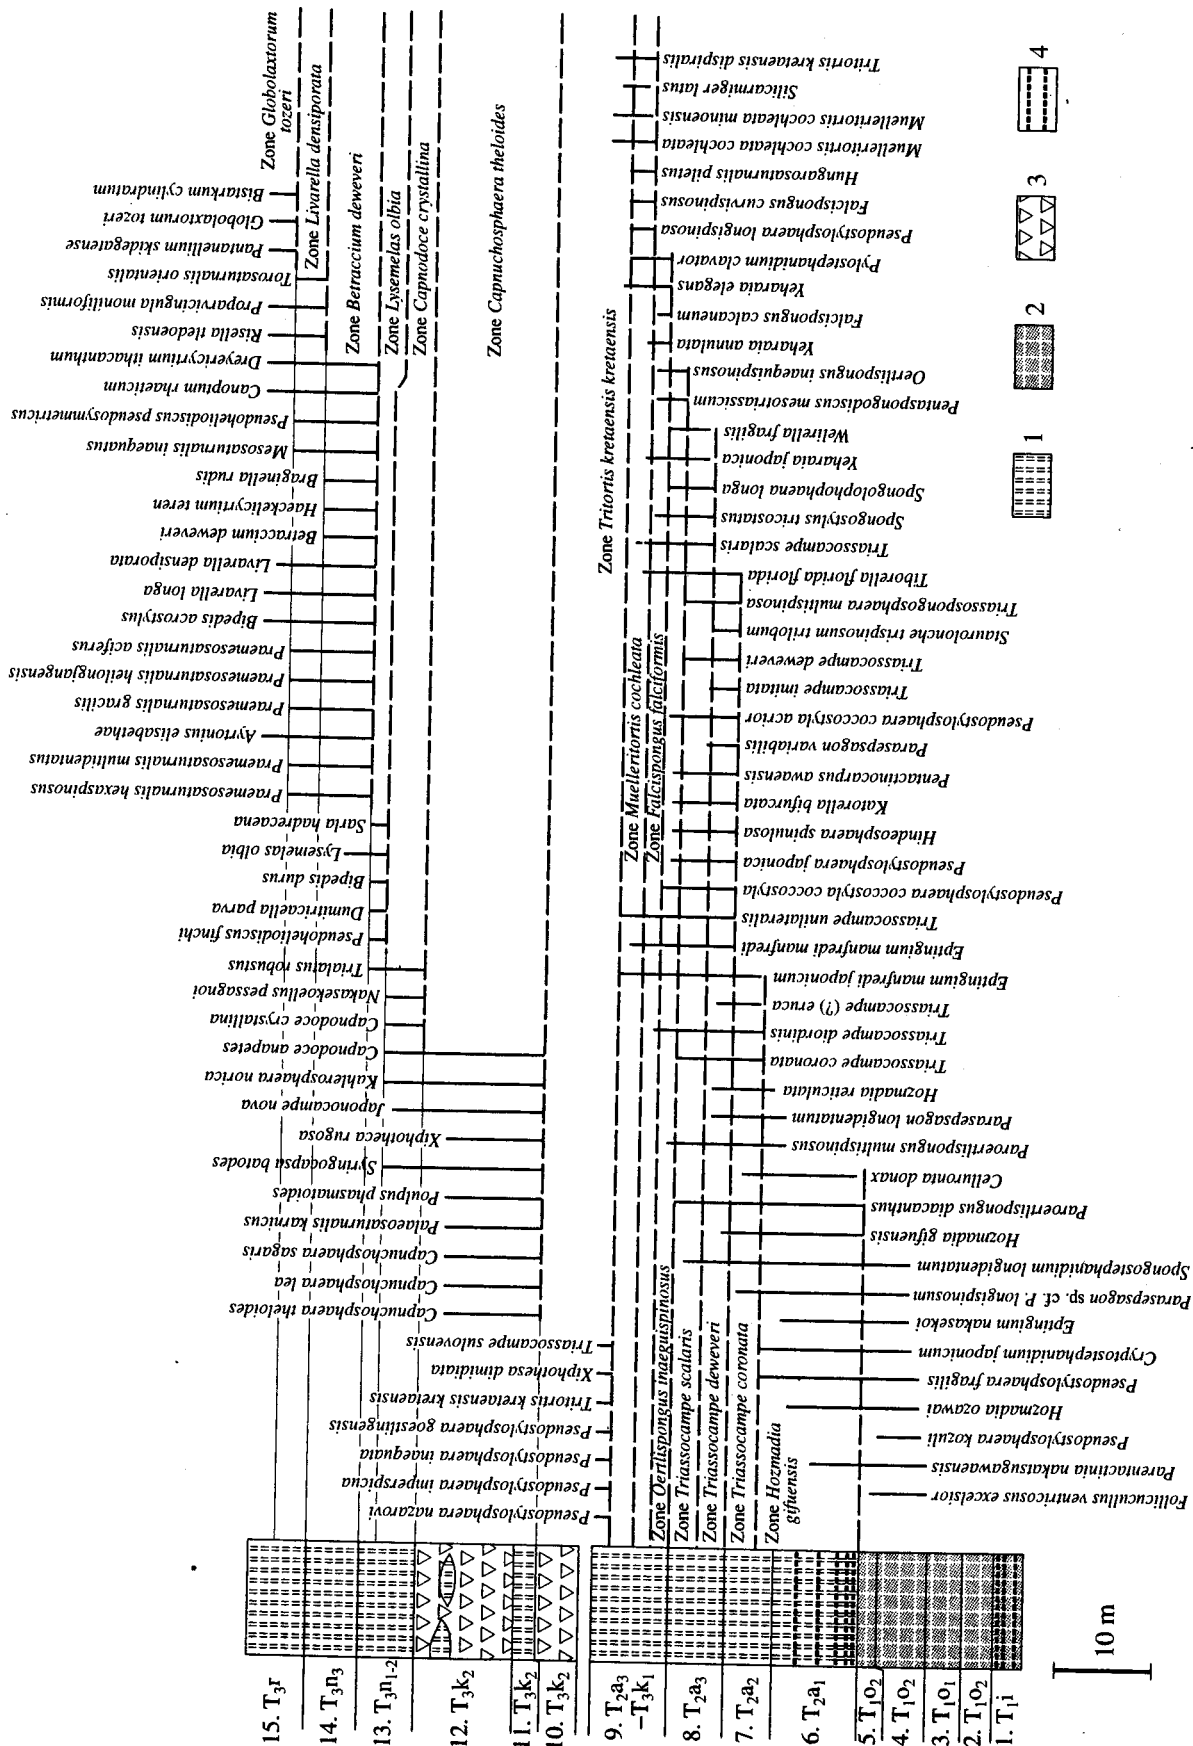 15. T₃r
14. T₃n₃
13. T₃n₁₋₂
12. T₃k₂
11. T₃k₂
10. T₃k₂
9. T₂a₃
–T₃k₁
8. T₂a₃
7. T₂a₂
6. T₂a₁
5. T₁o₂
4. T₁o₂
3. T₁o₁
2. T₁o₂
1. T₁i
10 m
Zone Globolaxtorum
tozeri
Zone Livarella densiporata
Zone Betraccium deweveri
Zone Lysemelas olbia
Zone Capnodoce crystallina
Zone Capnuchosphaera theloides
Zone Tritortis kretaensis kretaensis
Zone Muelleritortis cochleata
Zone Falcispongus falciformis
Zone Oertlispongus inaeguispinosus
Zone Triassocampe scalaris
Zone Triassocampe deweveri
Zone Triassocampe coronata
Zone Hozmadia
gifuensis
Bistarkum cylindratum
Globolaxtorum tozeri
Pantanellium skidegatense
Torosaturnalis orientalis
Proparvicingula moniliformis
Risella tledoensis
Dreyericyrtium ithacanthum
Canoptum rhaeticum
Pseudoheliodiscus pseudosymmetricus
Mesosaturnalis inaequatus
Braginella rudis
Haeckelicyrtium teren
Betraccium deweveri
Livarella densiporata
Livarella longa
Bipedis acrostylus
Praemesosaturnalis aciferus
Praemesosaturnalis heilongjangensis
Praemesosaturnalis gracilis
Ayrtonius elisabethae
Praemesosaturnalis multidentatus
Praemesosaturnalis hexaspinosus
Sarla hadrecaena
Lysemelas olbia
Bipedis durus
Dumitricaella parva
Pseudoheliodiscus finchi
Trialatus robustus
Nakasekoellus pessagnoi
Capnodoce crystallina
Capnodoce anapetes
Kahlerosphaera norica
Japonocampe nova
Xiphotheca rugosa
Syringocapsa batodes
Poulpus phasmatoides
Palaeosaturnalis karnicus
Capnuchosphaera sagaris
Capnuchosphaera lea
Capnuchosphaera theloides
Triassocampe sulovensis
Xiphothesa dimidiata
Tritortis kretaensis kretaensis
Pseudostylosphaera goestlingensis
Pseudostylosphaera inaequata
Pseudostylosphaera imperspicua
Pseudostylosphaera nazarovi
Tritortis kretaensis dispiralis
Silicarmiger latus
Muelleritortis cochleata minoensis
Muelleritortis cochleata cochleata
Hungarosaturnalis piletus
Falcispongus curvispinosus
Pseudostylosphaera longispinosa
Pylostephanidium clavator
Yeharaia elegans
Falcispongus calcaneum
Yeharaia annulata
Oertlispongus inaequispinosus
Pentaspongodiscus mesotriassicum
Welirella fragilis
Yeharaia japonica
Spongolophophaena longa
Spongostylus tricostatus
Triassocampe scalaris
Tiborella florida florida
Triassospongosphaera multispinosa
Staurolonche trispinosum trilobum
Triassocampe deweveri
Triassocampe imitata
Pseudostylosphaera coccostyla acrior
Parasepsagon variabilis
Pentactinocarpus awaensis
Katorella bifurcata
Hindeosphaera spinulosa
Pseudostylosphaera japonica
Pseudostylosphaera coccostyla coccostyla
Triassocampe unilateralis
Eptingium manfredi manfredi
Eptingium manfredi japonicum
Triassocampe (?) eruca
Triassocampe diordinis
Triassocampe coronata
Hozmadia reticulata
Parasepsagon longidentatum
Paroertlispongus multispinosus
Celluronta donax
Paroertlispongus diacanthus
Hozmadia gifuensis
Spongostephanidium longidentatum
Parasepsagon sp. cf. P. longispinosum
Eptingium nakasekoi
Cryptostephanidium japonicum
Pseudostylosphaera fragilis
Hozmadia ozawai
Pseudostylosphaera kozuli
Parentactinia nakatsugawaensis
Follicucullus ventricosus excelsior
1
2
3
4